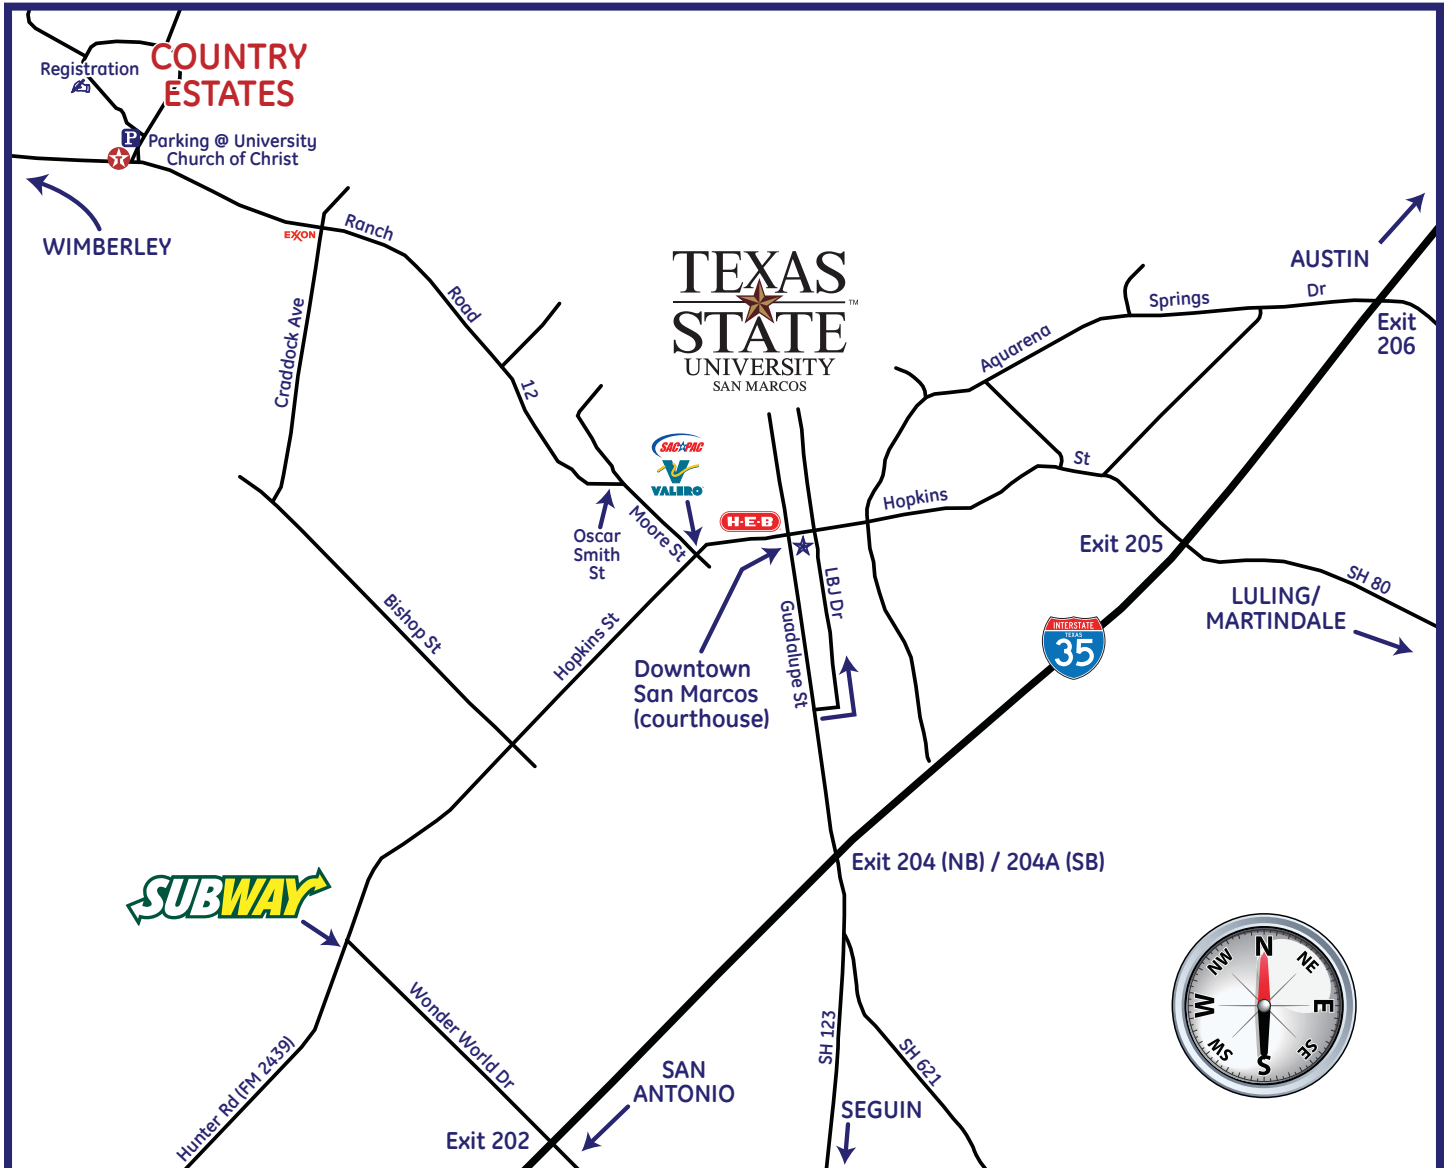 COUNTRY
ESTATES
Registration
P
Parking @ University
Church of Christ
T
WIMBERLEY
EXXON
Ranch
Road
12
Craddock Ave
TEXAS
STATE
TM
UNIVERSITY
SAN MARCOS
AUSTIN
Springs
Dr
Aquarena
Exit
206
SAC PAC
VALERO
H-E-B
Hopkins
St
Oscar
Smith
St
Moore St
Exit 205
SH 80
LULING/
MARTINDALE
INTERSTATE
TEXAS
35
Bishop St
Hopkins St
LBJ Dr
Guadalupe St
Downtown
San Marcos
(courthouse)
SUBWAY
Exit 204 (NB) / 204A (SB)
N
NE
E
SE
S
SW
W
NW
Wonder World Dr
Hunter Rd (FM 2439)
SH 123
SH 621
SAN
ANTONIO
SEGUIN
Exit 202